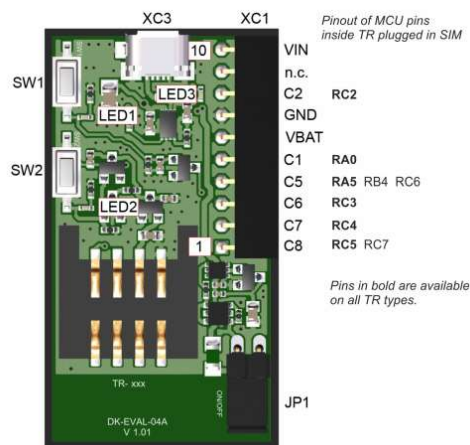 XC3
XC1
Pinout of MCU pins
inside TR plugged in SIM
10
VIN
n.c.
SW1
LED3
C2 RC2
LED1
GND
VBAT
SW2
C1 RA0
C5 RA5 RB4 RC6
LED2
C6 RC3
C7 RC4
1
C8 RC5 RC7
Pins in bold are available
on all TR types.
TR- xxx
ON/OFF
JP1
DK-EVAL-04A
V 1.01